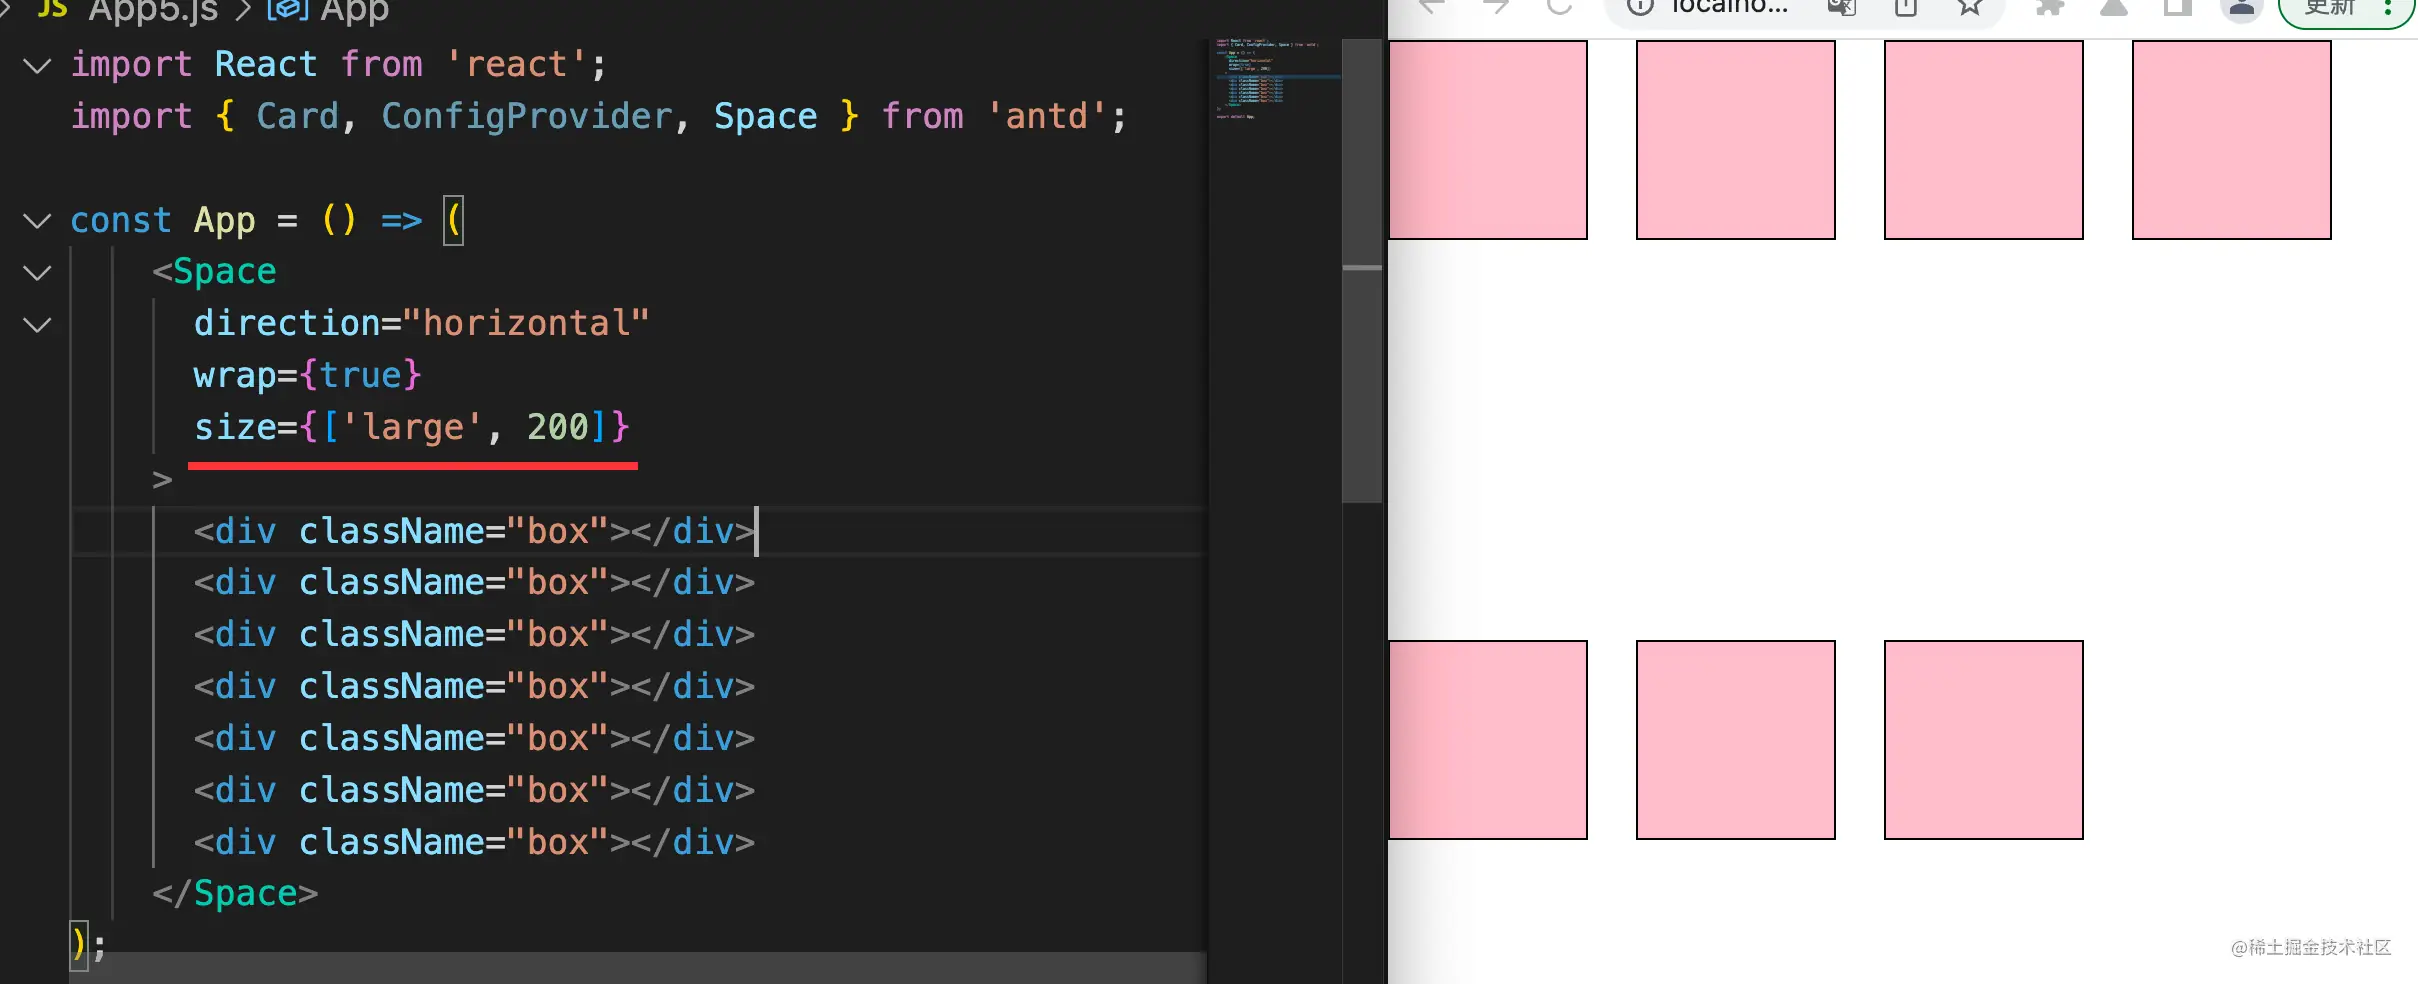 JS App5.js > App
import React from 'react';
import { Card, ConfigProvider, Space } from 'antd';
const App = () => (
<Space
direction="horizontal"
wrap={true}
size={['large', 200]}
>
<div className="box"></div>
<div className="box"></div>
<div className="box"></div>
<div className="box"></div>
<div className="box"></div>
<div className="box"></div>
<div className="box"></div>
</Space>
);
localho...
更新
@稀土掘金技术社区